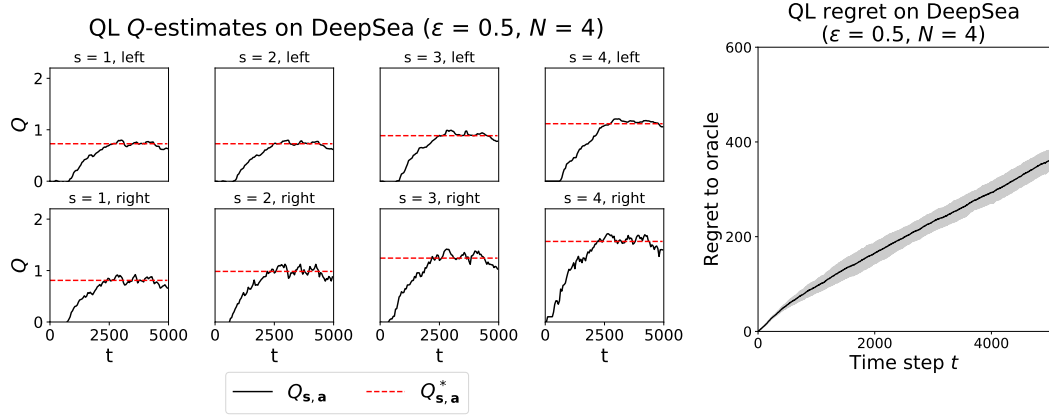 QL Q-estimates on DeepSea (ε = 0.5, N = 4)
s = 1, left
s = 2, left
s = 3, left
s = 4, left
2
1
0
Q
s = 1, right
s = 2, right
s = 3, right
s = 4, right
2
1
0
Q
0 2500 5000
0 2500 5000
0 2500 5000
0 2500 5000
t
t
t
t
Q_{s,a}
Q^*_{s,a}
QL regret on DeepSea
(ε = 0.5, N = 4)
600
400
200
0
Regret to oracle
0 2000 4000
Time step t